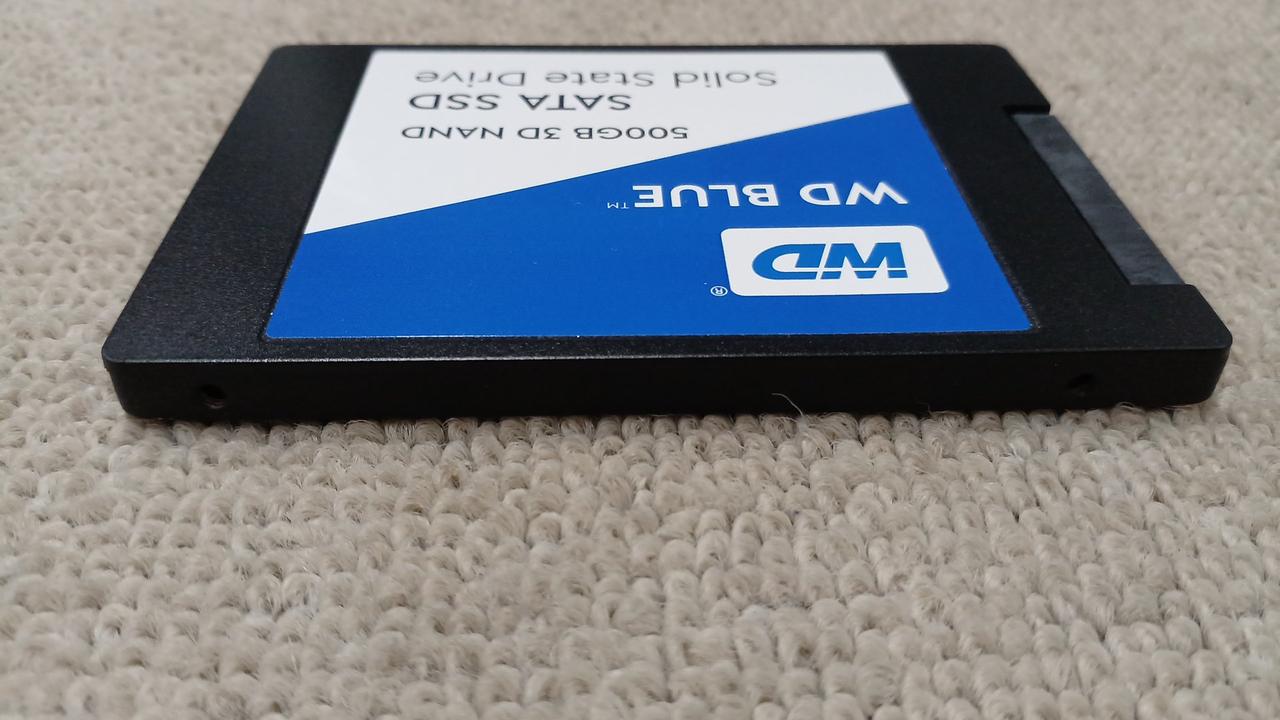 WD®
WD BLUE™
500GB 3D NAND
SATA SSD
Solid State Drive